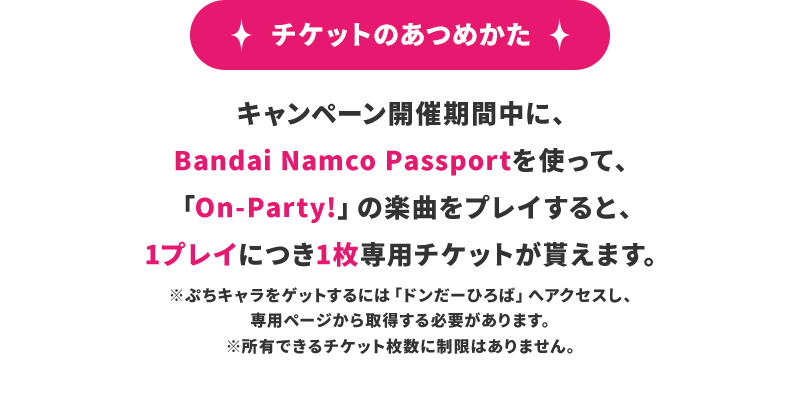 チケットのあつめかた
キャンペーン開催期間中に、
Bandai Namco Passportを使って、
「On-Party!」の楽曲をプレイすると、
1プレイにつき1枚専用チケットが貰えます。
※ぷちキャラをゲットするには「ドンだーひろば」へアクセスし、
専用ページから取得する必要があります。
※所有できるチケット枚数に制限はありません。